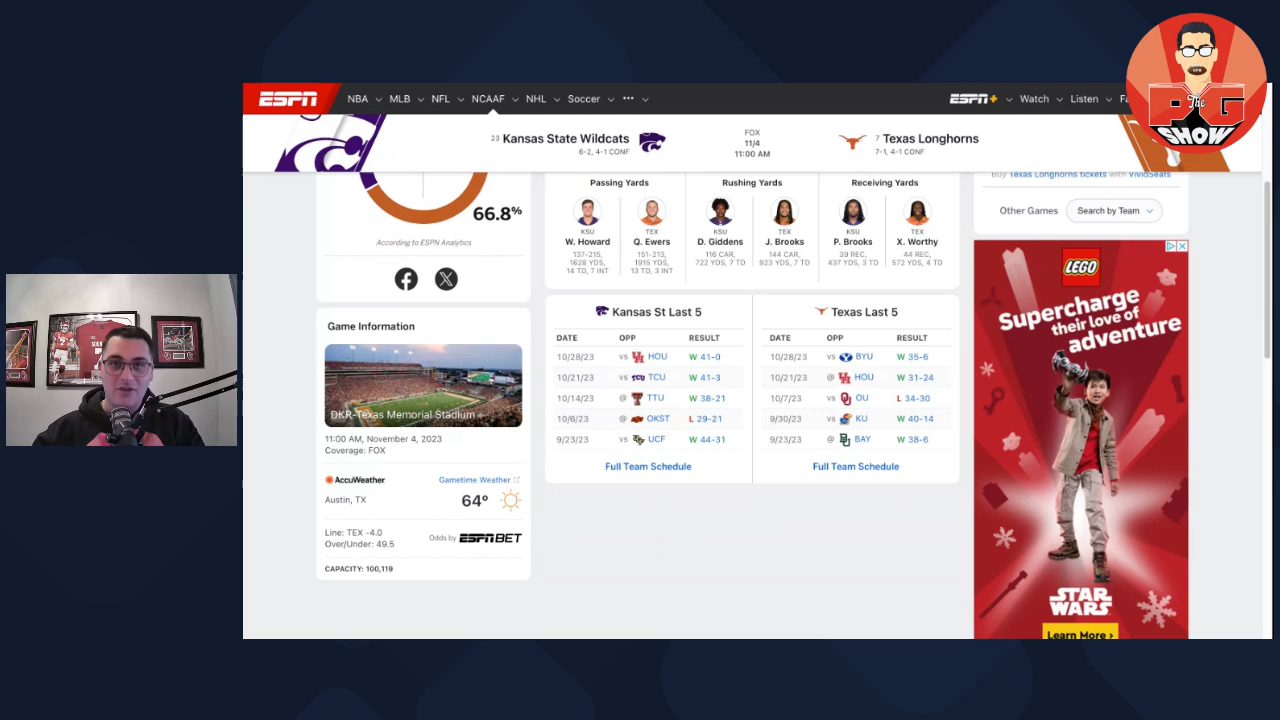 ESPN
NBA
MLB
NFL
NCAAF
NHL
Soccer
•••
ESPN+
Watch
Listen
The
PG
SHOW
23 Kansas State Wildcats
6-2, 4-1 CONF
FOX
11/4
11:00 AM
7 Texas Longhorns
7-1, 4-1 CONF
66.8%
According to ESPN Analytics
Passing Yards
Rushing Yards
Receiving Yards
KSU
TEX
KSU
TEX
KSU
TEX
W. Howard
Q. Ewers
D. Giddens
J. Brooks
P. Brooks
X. Worthy
137-215,
1628 YDS,
14 TD, 7 INT
151-213,
1915 YDS,
13 TD, 3 INT
116 CAR,
722 YDS, 7 TD
144 CAR,
923 YDS, 7 TD
39 REC,
437 YDS, 3 TD
44 REC,
572 YDS, 4 TD
Buy Texas Longhorns tickets with VividSeats
Other Games
Search by Team
Game Information
DKR-Texas Memorial Stadium
11:00 AM, November 4, 2023
Coverage: FOX
AccuWeather
Gametime Weather
Austin, TX
64°
Line: TEX -4.0
Over/Under: 49.5
Odds by ESPN BET
CAPACITY: 100,119
Kansas St Last 5
DATE OPP RESULT
10/28/23 vs HOU W 41-0
10/21/23 vs TCU TCU W 41-3
10/14/23 @ TTU W 38-21
10/6/23 @ OKST L 29-21
9/23/23 vs UCF W 44-31
Full Team Schedule
Texas Last 5
DATE OPP RESULT
10/28/23 vs BYU W 35-6
10/21/23 @ HOU W 31-24
10/7/23 vs OU L 34-30
9/30/23 vs KU W 40-14
9/23/23 @ BAY W 38-6
Full Team Schedule
LEGO
Supercharge
their love of
adventure
STAR
WARS
Learn More ›